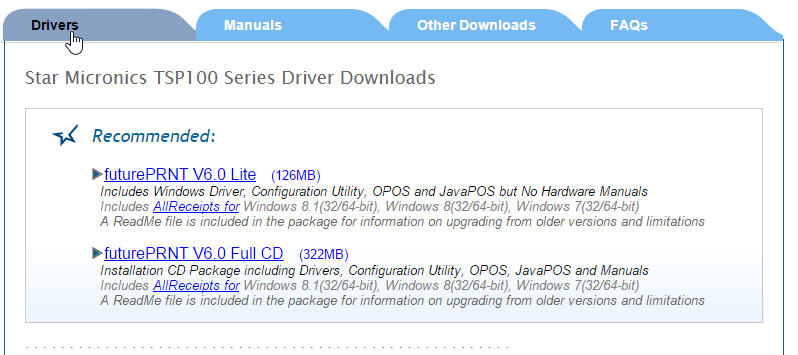 Drivers Manuals Other Downloads FAQs
Star Micronics TSP100 Series Driver Downloads
Recommended:
futurePRNT V6.0 Lite (126MB)
Includes Windows Driver, Configuration Utility, OPOS and JavaPOS but No Hardware Manuals
Includes AllReceipts for Windows 8.1(32/64-bit), Windows 8(32/64-bit), Windows 7(32/64-bit)
A ReadMe file is included in the package for information on upgrading from older versions and limitations
futurePRNT V6.0 Full CD (322MB)
Installation CD Package including Drivers, Configuration Utility, OPOS, JavaPOS and Manuals
Includes AllReceipts for Windows 8.1(32/64-bit), Windows 8(32/64-bit), Windows 7(32/64-bit)
A ReadMe file is included in the package for information on upgrading from older versions and limitations